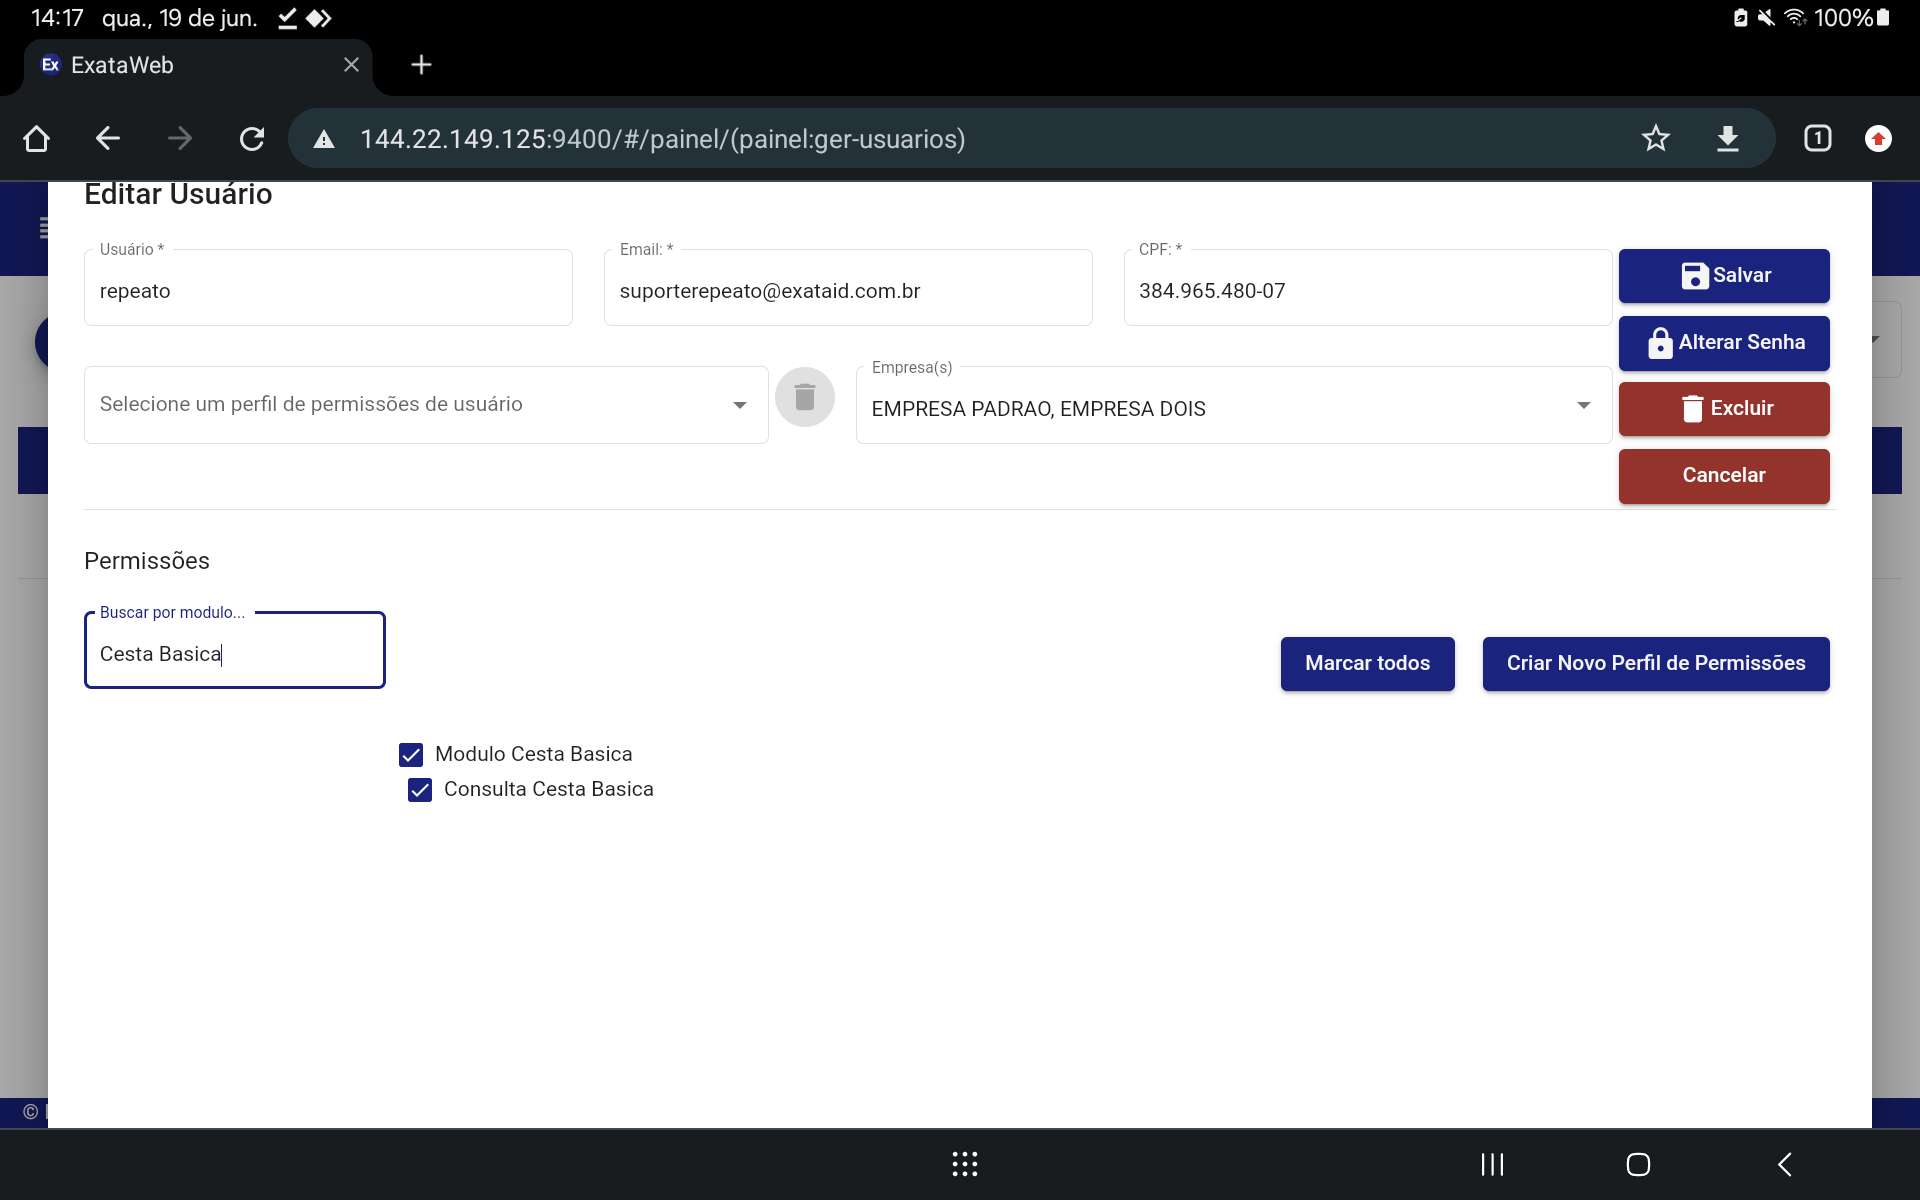 14:17 qua., 19 de jun. 100%
Ex ExataWeb
144.22.149.125:9400/#/painel/(painel:ger-usuarios) 1
Editar Usuário
Usuário * Email: * CPF: *
repeato suporterepeato@exataid.com.br 384.965.480-07 Salvar
Alterar Senha
Empresa(s)
Selecione um perfil de permissões de usuário EMPRESA PADRAO, EMPRESA DOIS Excluir
Cancelar
Permissões
Buscar por modulo...
Cesta Basica Marcar todos Criar Novo Perfil de Permissões
Modulo Cesta Basica
Consulta Cesta Basica
©